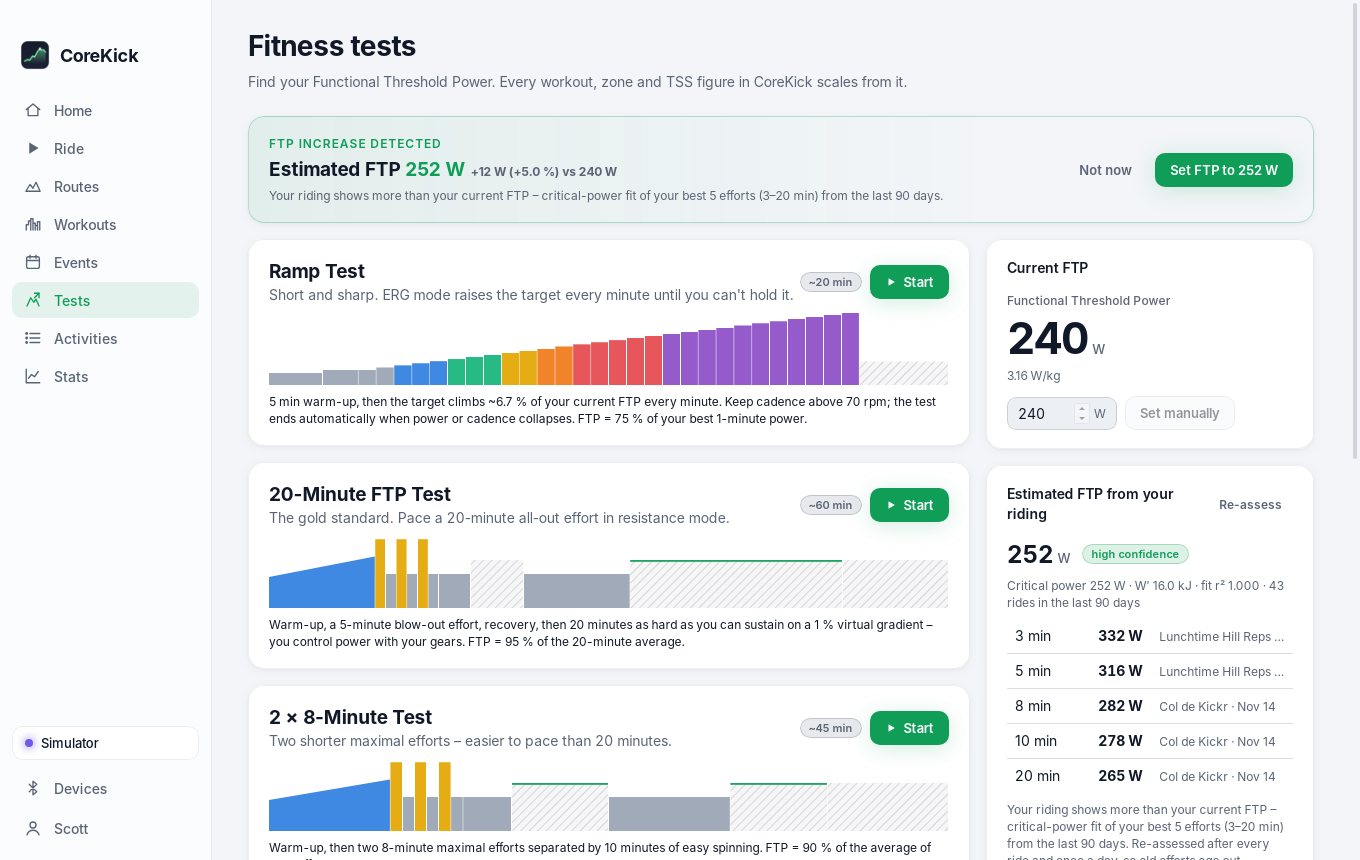 CoreKick
Home
Ride
Routes
Workouts
Events
Tests
Activities
Stats
Simulator
Devices
Scott
Fitness tests
Find your Functional Threshold Power. Every workout, zone and TSS figure in CoreKick scales from it.
FTP INCREASE DETECTED
Estimated FTP 252 W +12 W (+5.0 %) vs 240 W
Your riding shows more than your current FTP – critical-power fit of your best 5 efforts (3–20 min) from the last 90 days.
Not now
Set FTP to 252 W
Ramp Test
Short and sharp. ERG mode raises the target every minute until you can't hold it.
~20 min
Start
5 min warm-up, then the target climbs ~6.7 % of your current FTP every minute. Keep cadence above 70 rpm; the test
ends automatically when power or cadence collapses. FTP = 75 % of your best 1-minute power.
20-Minute FTP Test
The gold standard. Pace a 20-minute all-out effort in resistance mode.
~60 min
Start
Warm-up, a 5-minute blow-out effort, recovery, then 20 minutes as hard as you can sustain on a 1 % virtual gradient –
you control power with your gears. FTP = 95 % of the 20-minute average.
2 × 8-Minute Test
Two shorter maximal efforts – easier to pace than 20 minutes.
~45 min
Start
Warm-up, then two 8-minute maximal efforts separated by 10 minutes of easy spinning. FTP = 90 % of the average of
Current FTP
Functional Threshold Power
240 W
3.16 W/kg
240 W
Set manually
Estimated FTP from your
riding
Re-assess
252 W high confidence
Critical power 252 W · W′ 16.0 kJ · fit r² 1.000 · 43
rides in the last 90 days
3 min 332 W Lunchtime Hill Reps ...
5 min 316 W Lunchtime Hill Reps ...
8 min 282 W Col de Kickr · Nov 14
10 min 278 W Col de Kickr · Nov 14
20 min 265 W Col de Kickr · Nov 14
Your riding shows more than your current FTP –
critical-power fit of your best 5 efforts (3–20 min)
from the last 90 days. Re-assessed after every